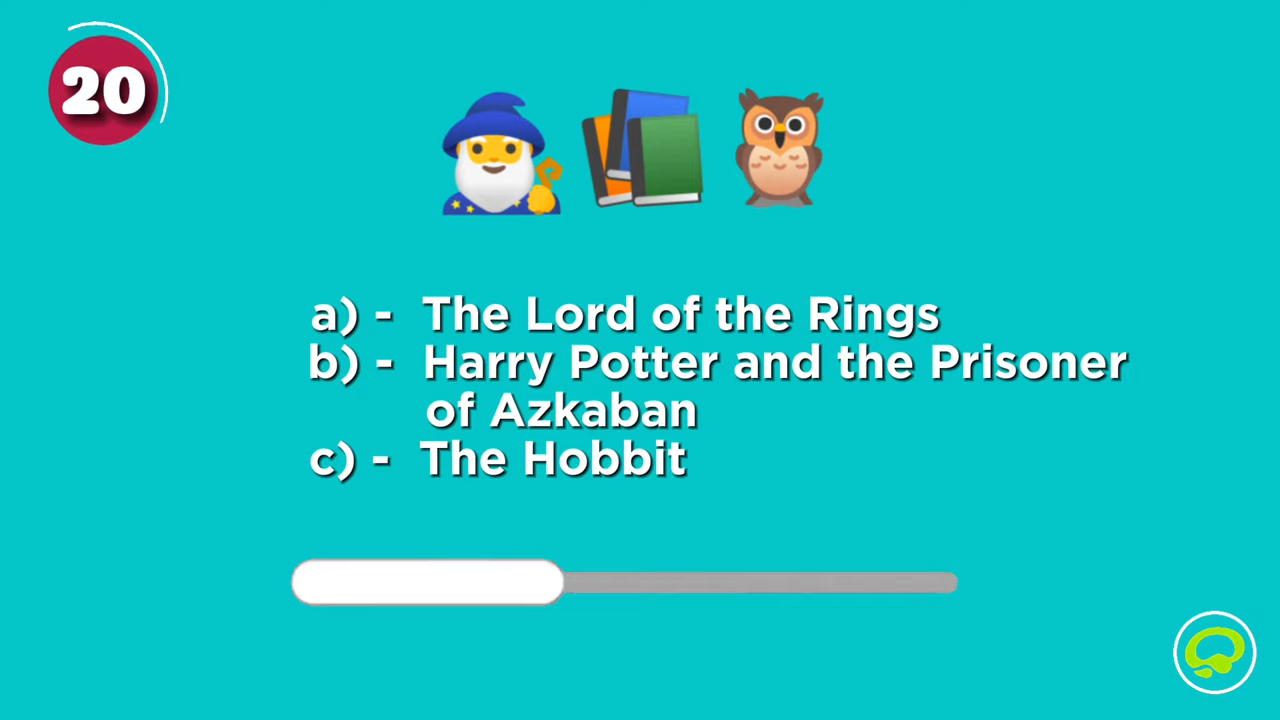 20
a) - The Lord of the Rings
b) - Harry Potter and the Prisoner
of Azkaban
c) - The Hobbit